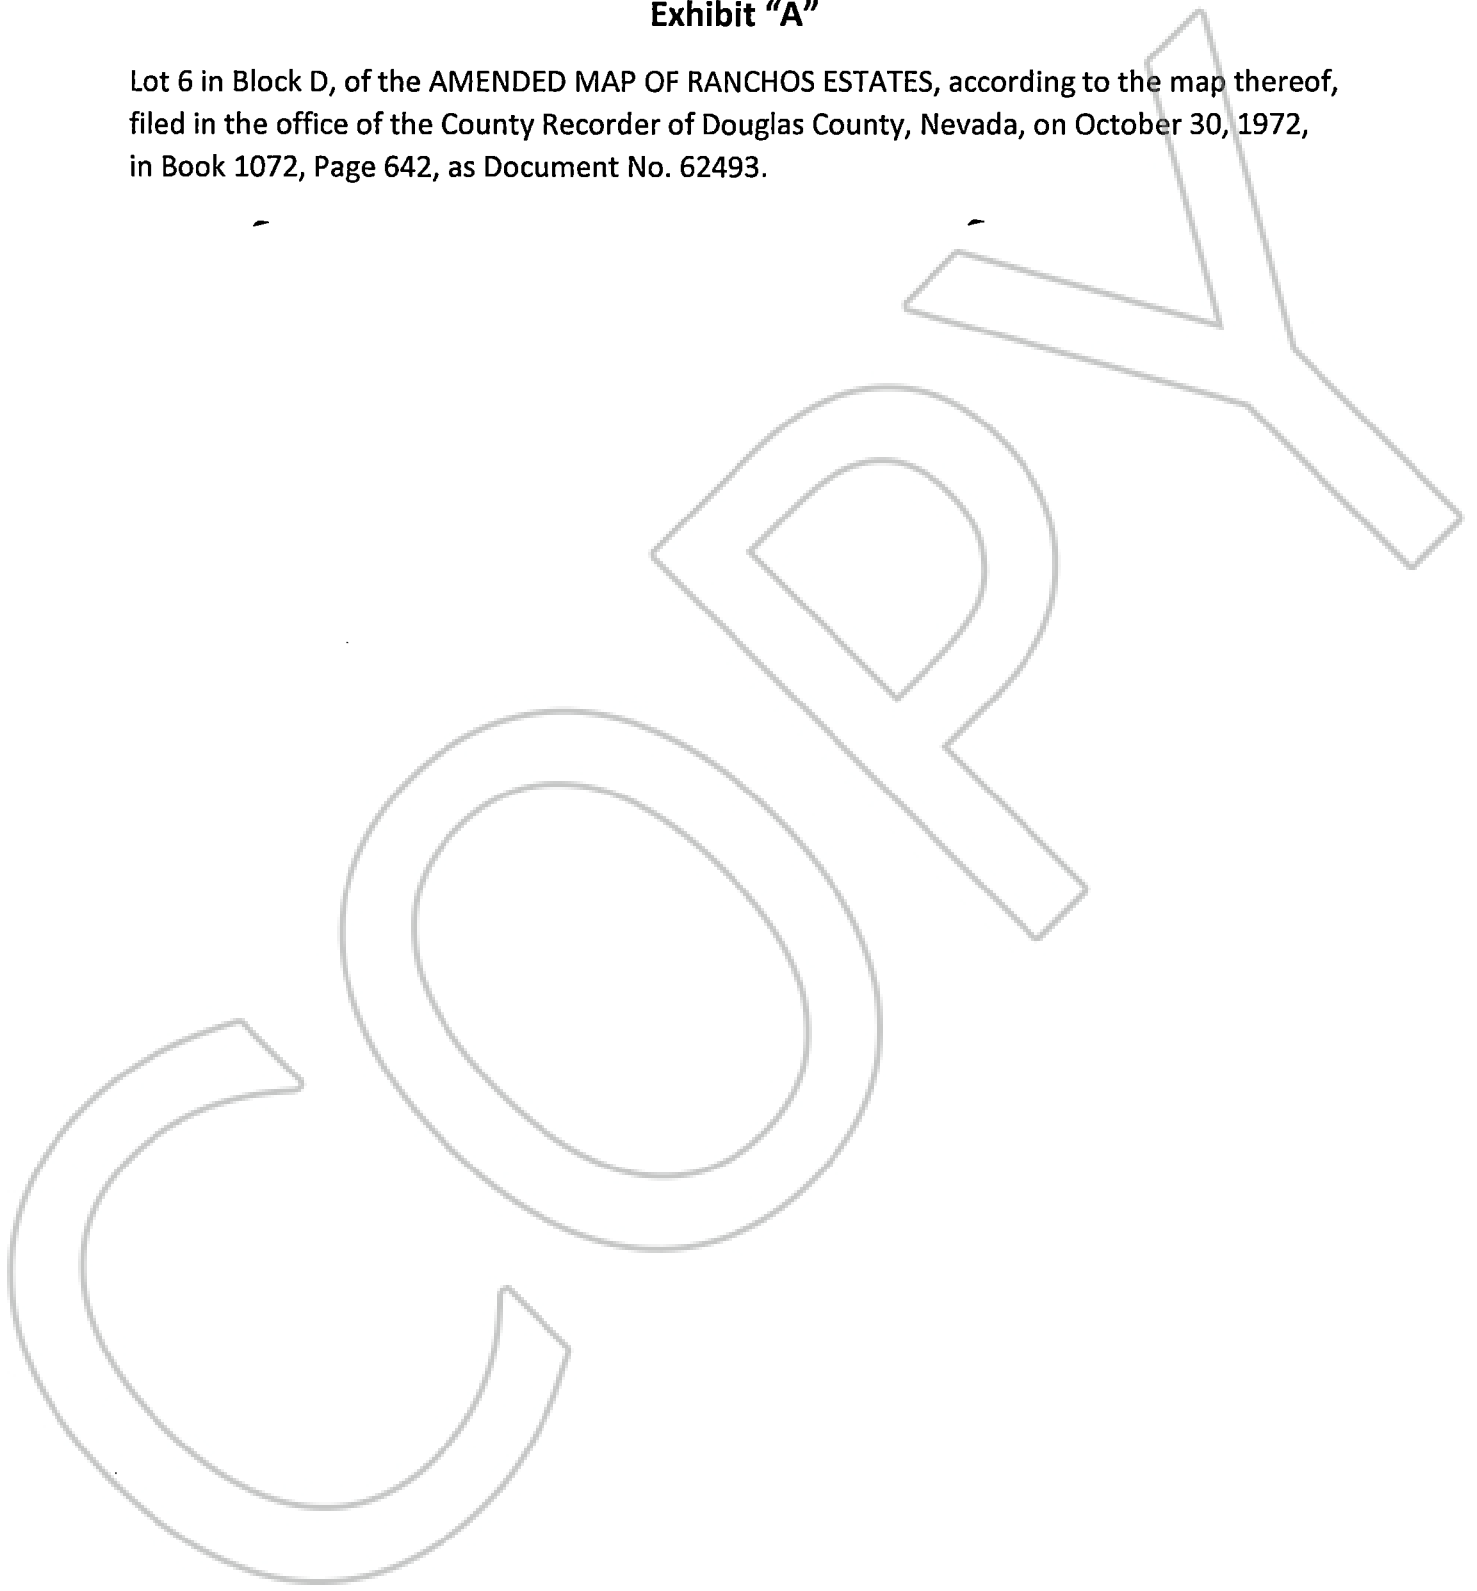 Exhibit “A”
Lot 6 in Block D, of the AMENDED MAP OF RANCHOS ESTATES, according to the map thereof,
filed in the office of the County Recorder of Douglas County, Nevada, on October 30, 1972,
in Book 1072, Page 642, as Document No. 62493.
COPY